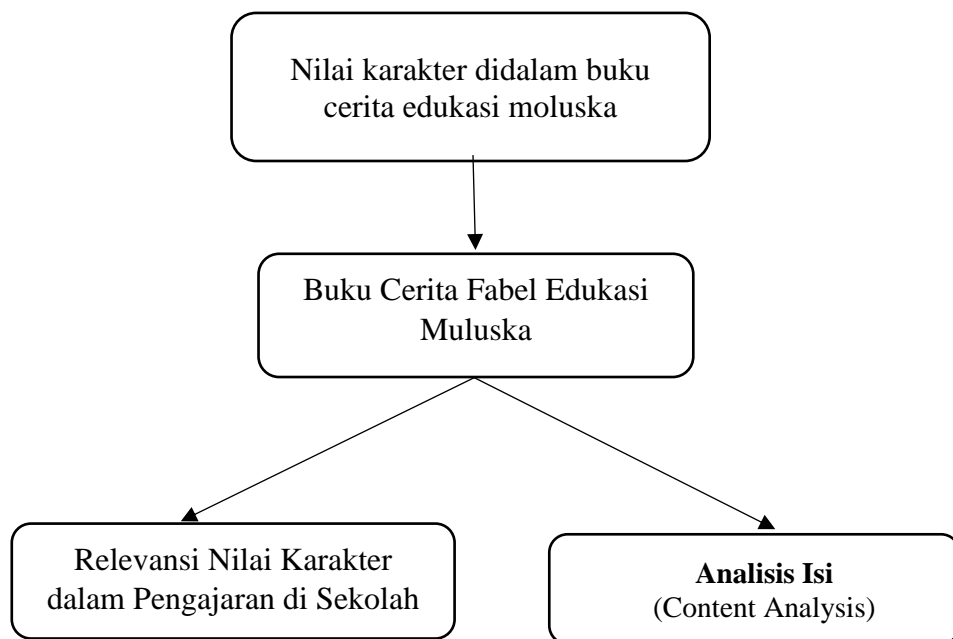 Nilai karakter didalam buku
cerita edukasi moluska
Buku Cerita Fabel Edukasi
Muluska
Relevansi Nilai Karakter
dalam Pengajaran di Sekolah
Analisis Isi
(Content Analysis)